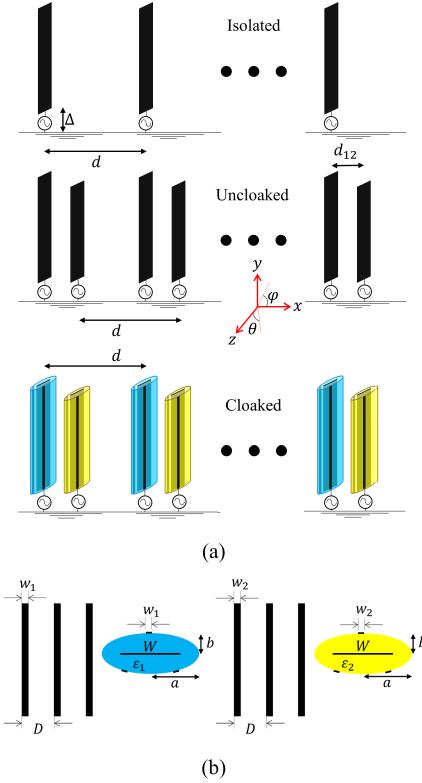 Isolated
Δ
d
d₁₂
Uncloaked
y
φ
x
θ
z
d
d
Cloaked
(a)
w₁
w₁
w₂
w₂
W
b
W
b
ε₁
ε₂
a
a
D
D
(b)